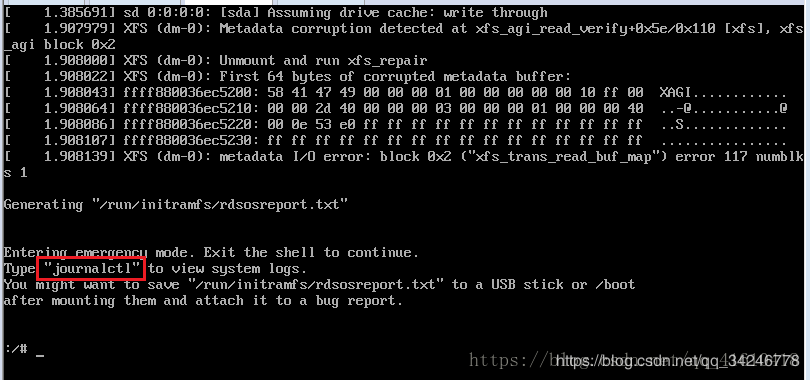 [    1.385691] sd 0:0:0:0: [sda] Assuming drive cache: write through
[    1.907979] XFS (dm-0): Metadata corruption detected at xfs_agi_read_verify+0x5e/0x110 [xfs], xfs
_agi block 0x2
[    1.908000] XFS (dm-0): Unmount and run xfs_repair
[    1.908022] XFS (dm-0): First 64 bytes of corrupted metadata buffer:
[    1.908043] ffff880036ec5200: 58 41 47 49 00 00 00 01 00 00 00 00 00 10 ff 00  XAGI............
[    1.908064] ffff880036ec5210: 00 00 2d 40 00 00 00 03 00 00 00 01 00 00 00 40  ..-@...........@
[    1.908086] ffff880036ec5220: 00 0e 53 e0 ff ff ff ff ff ff ff ff ff ff ff ff  ..S.............
[    1.908107] ffff880036ec5230: ff ff ff ff ff ff ff ff ff ff ff ff ff ff ff ff  ................
[    1.908139] XFS (dm-0): metadata I/O error: block 0x2 ("xfs_trans_read_buf_map") error 117 numblk
s 1
Generating "/run/initramfs/rdsosreport.txt"
Entering emergency mode. Exit the shell to continue.
Type "journalctl" to view system logs.
You might want to save "/run/initramfs/rdsosreport.txt" to a USB stick or /boot
after mounting them and attach it to a bug report.
:/# _
https://blog.csdn.net/qq_34246778